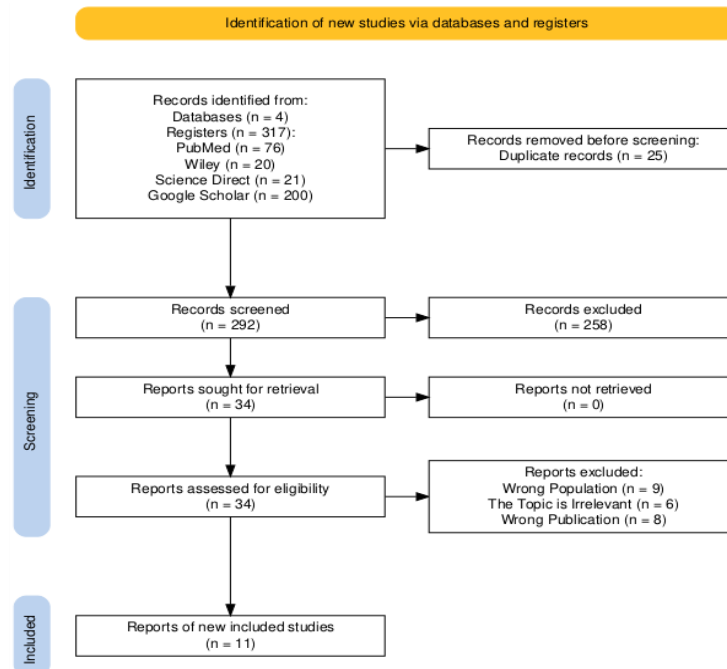 Identification of new studies via databases and registers
Identification
Records identified from:
Databases (n = 4)
Registers (n = 317):
PubMed (n = 76)
Wiley (n = 20)
Science Direct (n = 21)
Google Scholar (n = 200)
Records removed before screening:
Duplicate records (n = 25)
Screening
Records screened
(n = 292)
Records excluded
(n = 258)
Reports sought for retrieval
(n = 34)
Reports not retrieved
(n = 0)
Reports assessed for eligibility
(n = 34)
Reports excluded:
Wrong Population (n = 9)
The Topic is Irrelevant (n = 6)
Wrong Publication (n = 8)
Included
Reports of new included studies
(n = 11)